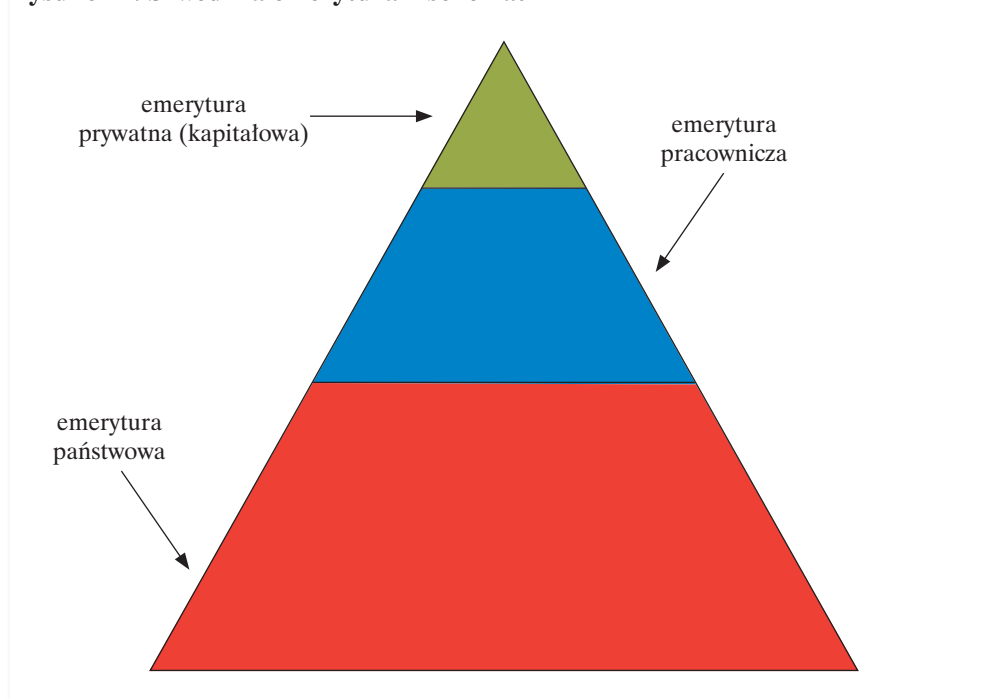 emerytura
prywatna (kapitałowa)
emerytura
pracownicza
emerytura
państwowa